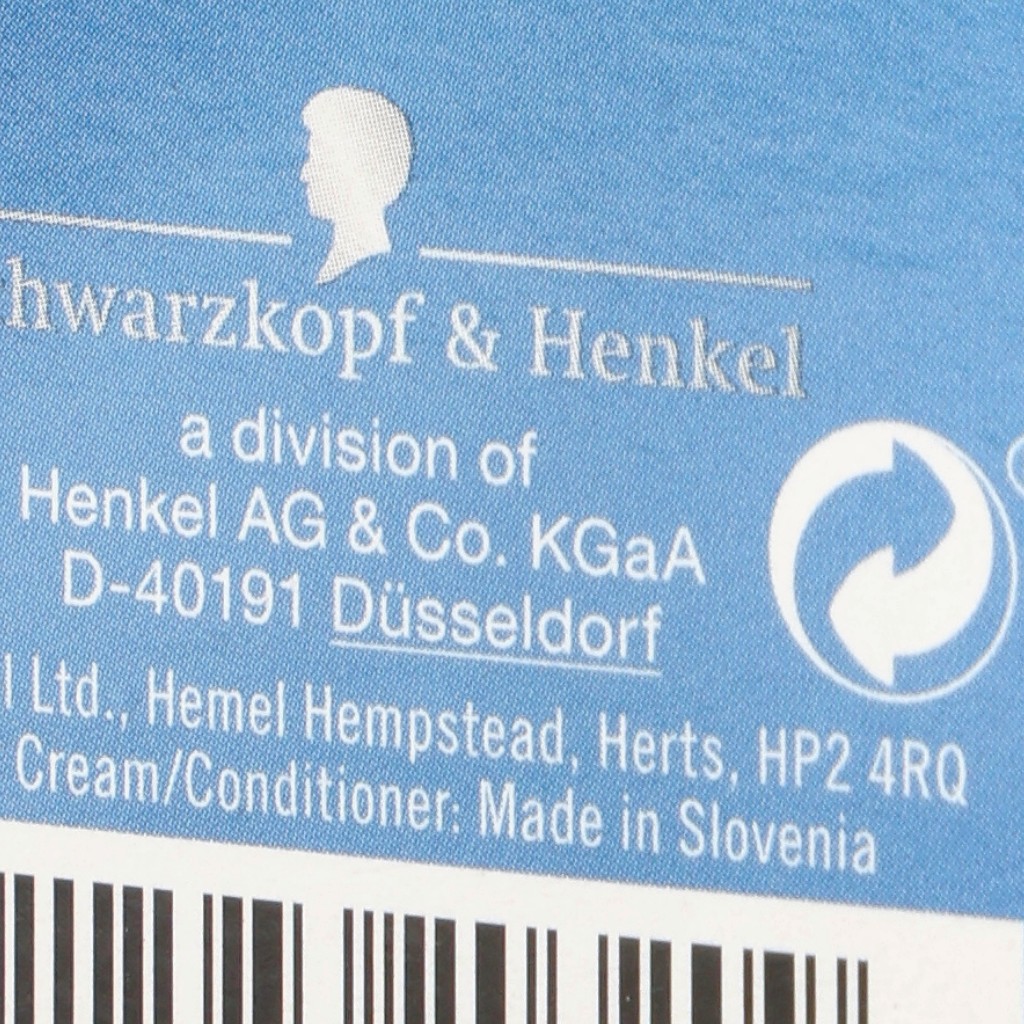 hwarzkopf & Henkel
a division of
Henkel AG & Co. KGaA
D-40191 Düsseldorf
l Ltd., Hemel Hempstead, Herts, HP2 4RQ
Cream/Conditioner: Made in Slovenia